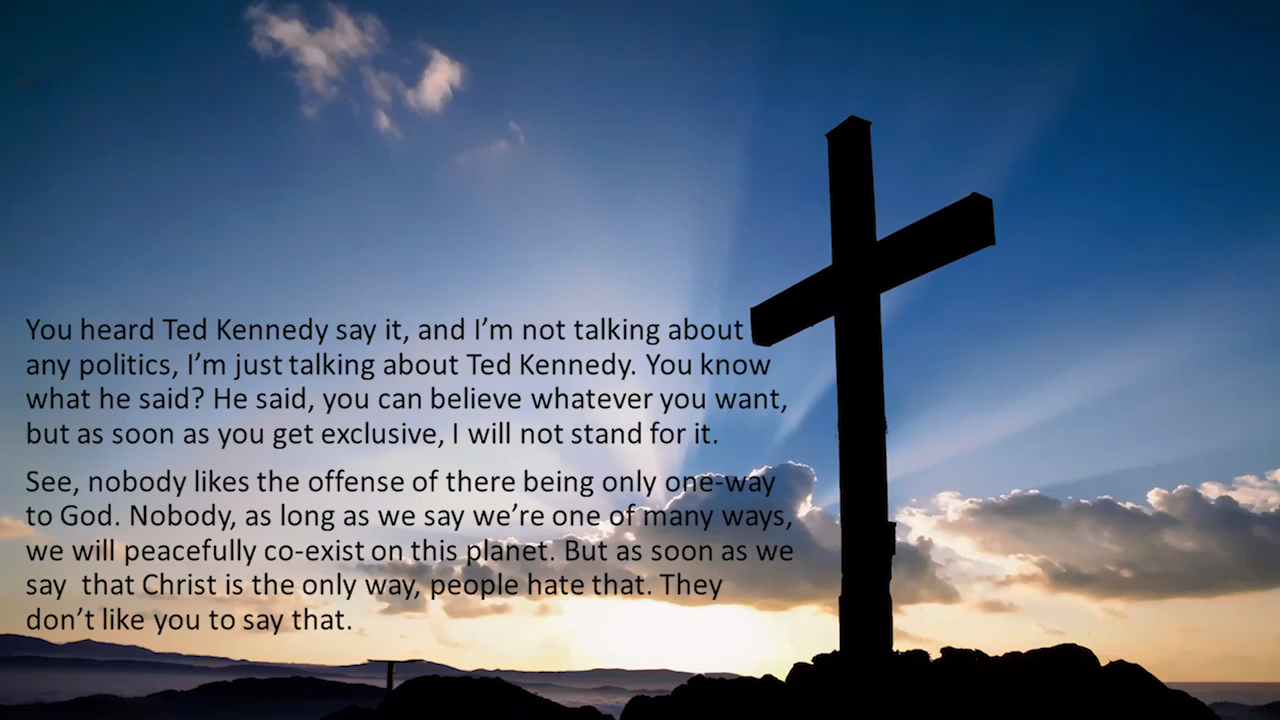 You heard Ted Kennedy say it, and I’m not talking about
any politics, I’m just talking about Ted Kennedy. You know
what he said? He said, you can believe whatever you want,
but as soon as you get exclusive, I will not stand for it.
See, nobody likes the offense of there being only one-way
to God. Nobody, as long as we say we’re one of many ways,
we will peacefully co-exist on this planet. But as soon as we
say  that Christ is the only way, people hate that. They
don’t like you to say that.